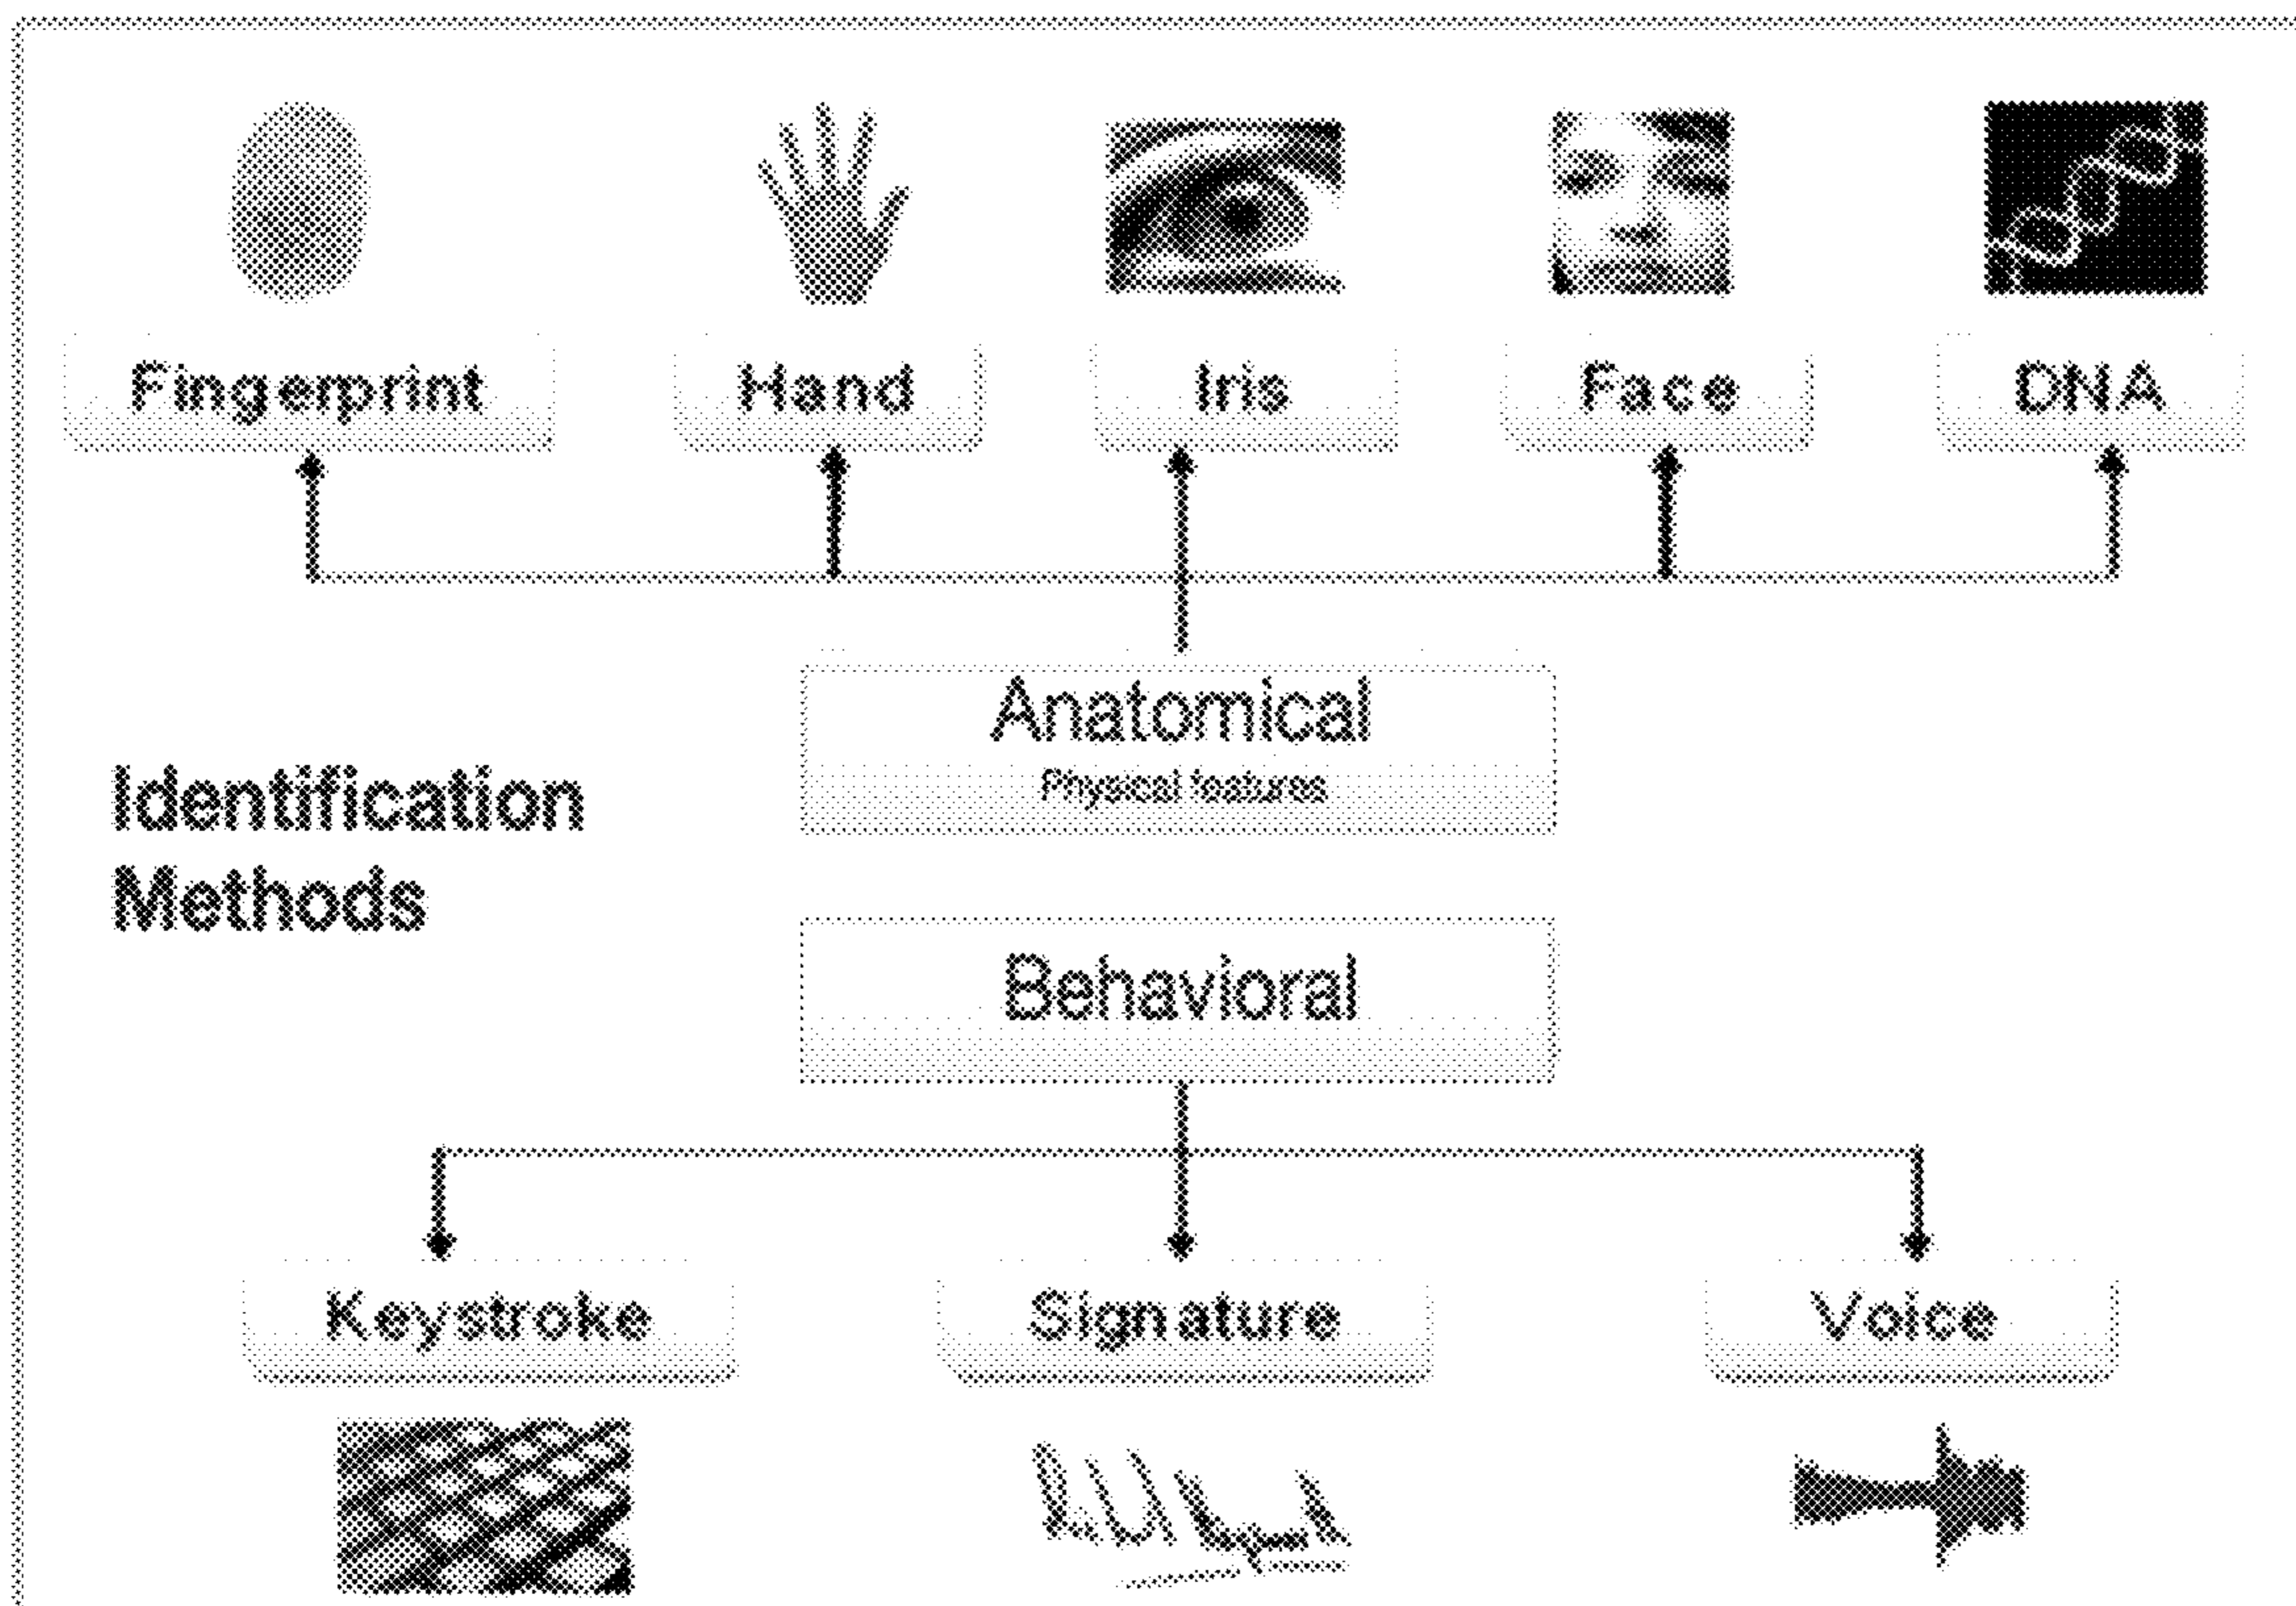 Fingerprint
Hand
Iris
Face
DNA
Anatomical
Physical features
Identification
Methods
Behavioral
Keystroke
Signature
Voice